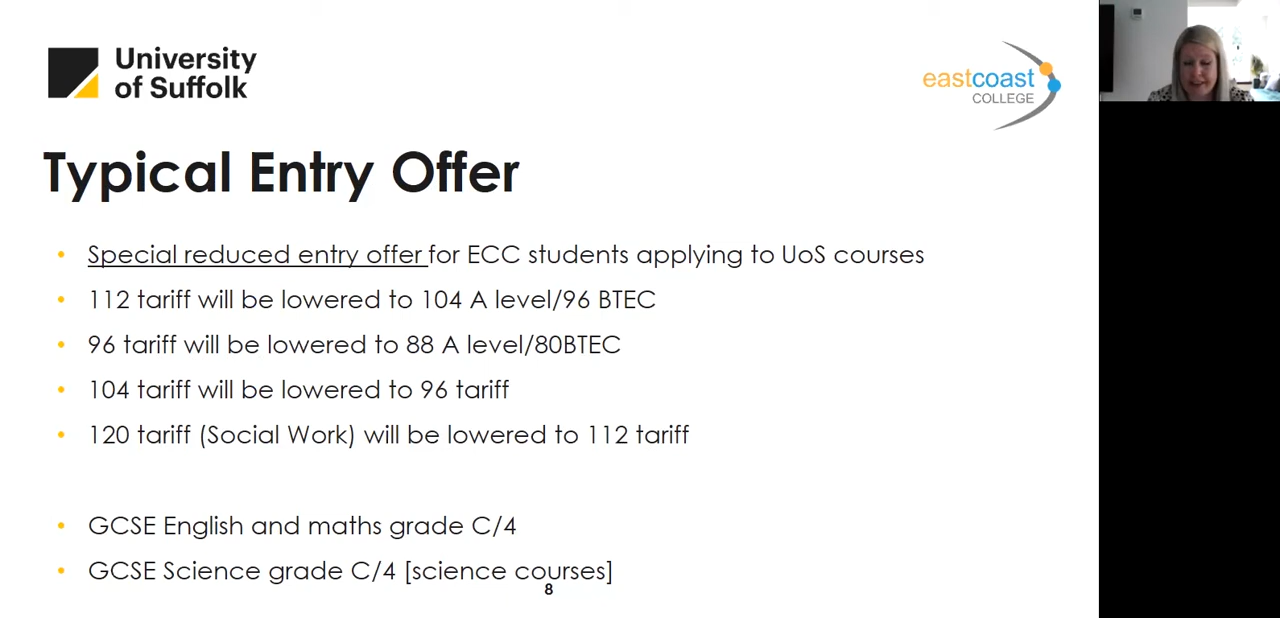 University
of Suffolk
eastcoast
COLLEGE
Typical Entry Offer
• Special reduced entry offer for ECC students applying to UoS courses
• 112 tariff will be lowered to 104 A level/96 BTEC
• 96 tariff will be lowered to 88 A level/80BTEC
• 104 tariff will be lowered to 96 tariff
• 120 tariff (Social Work) will be lowered to 112 tariff
• GCSE English and maths grade C/4
• GCSE Science grade C/4 [science courses]
8